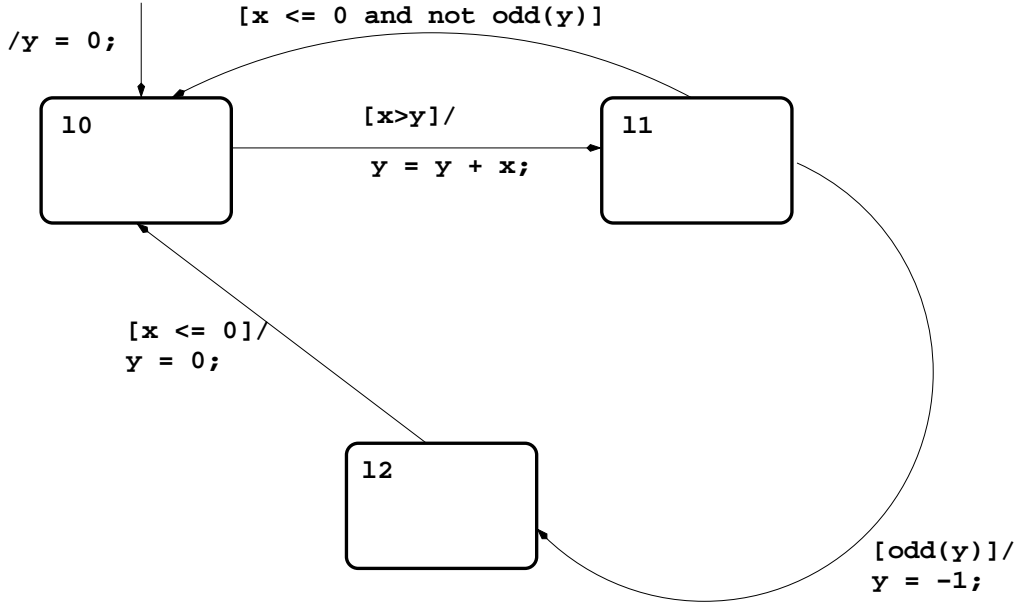 [x <= 0 and not odd(y)]
/y = 0;
l0
[x>y]/
y = y + x;
l1
[x <= 0]/
y = 0;
l2
[odd(y)]/
y = -1;